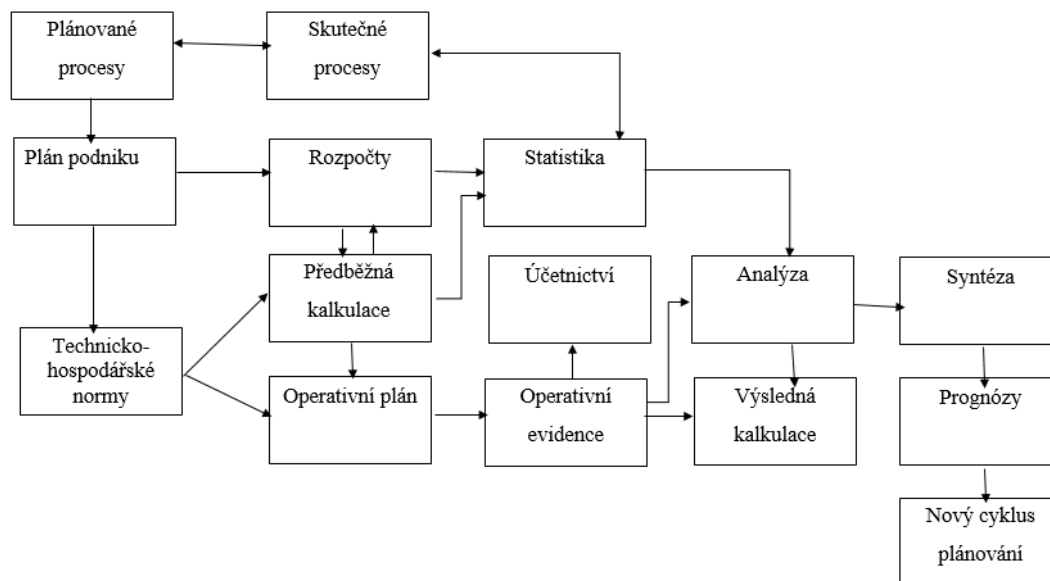 Plánované
procesy
Skutečné
procesy
Plán podniku
Rozpočty
Statistika
Předběžná
kalkulace
Účetnictví
Analýza
Syntéza
Technicko-
hospodářské
normy
Operativní plán
Operativní
evidence
Výsledná
kalkulace
Prognózy
Nový cyklus
plánování